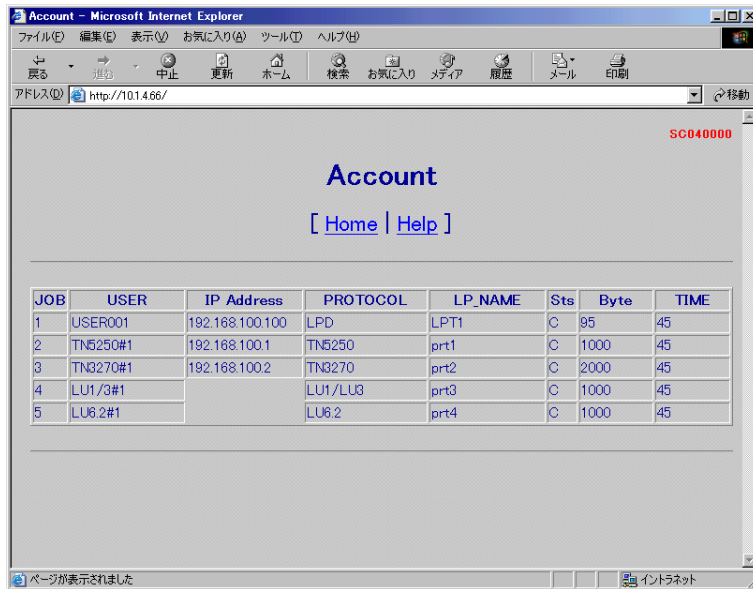 Account - Microsoft Internet Explorer
ファイル(F) 編集(E) 表示(V) お気に入り(A) ツール(T) ヘルプ(H)
戻る 進む 中止 更新 ホーム 検索 お気に入り メディア 履歴 メール 印刷
アドレス(D) http://10.1.4.66/ 移動
SC040000
Account
[ Home | Help ]
JOB USER IP Address PROTOCOL LP_NAME Sts Byte TIME
1 USER001 192.168.100.100 LPD LPT1 C 95 45
2 TN5250#1 192.168.100.1 TN5250 prt1 C 1000 45
3 TN3270#1 192.168.100.2 TN3270 prt2 C 2000 45
4 LU1/3#1 LU1/LU3 prt3 C 1000 45
5 LU6.2#1 LU6.2 prt4 C 1000 45
ページが表示されました イントラネット